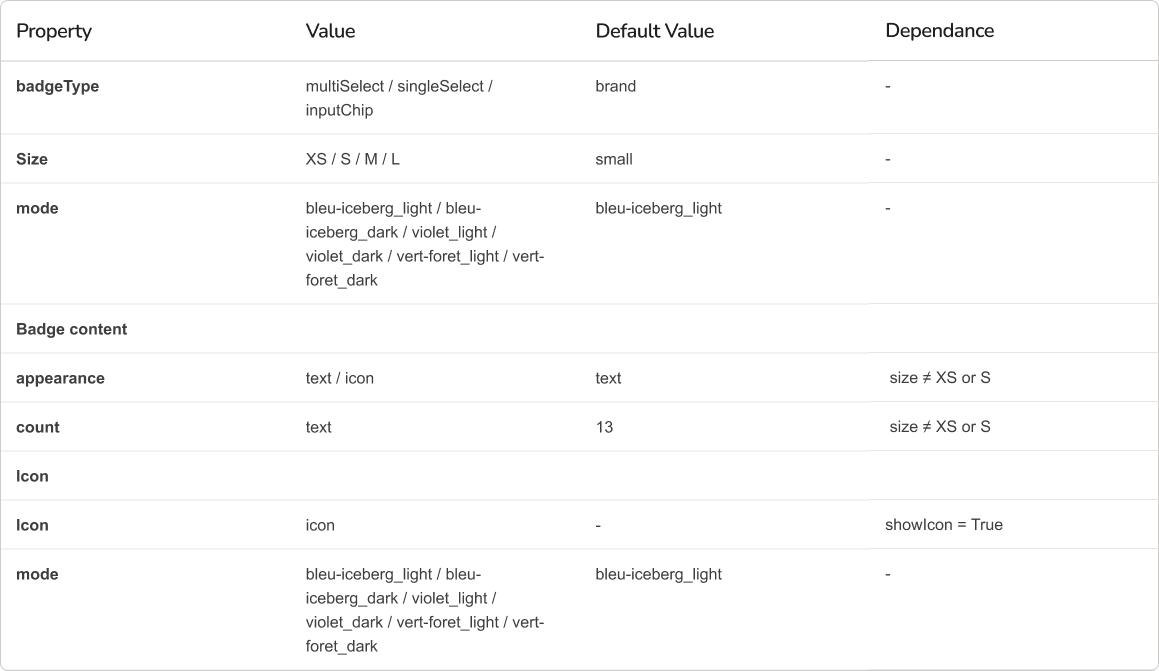 Property Value Default Value Dependance
badgeType multiSelect / singleSelect / brand -
inputChip
Size XS / S / M / L small -
mode bleu-iceberg_light / bleu- bleu-iceberg_light -
iceberg_dark / violet_light /
violet_dark / vert-foret_light / vert-
foret_dark
Badge content
appearance text / icon text size ≠ XS or S
count text 13 size ≠ XS or S
Icon
Icon icon - showIcon = True
mode bleu-iceberg_light / bleu- bleu-iceberg_light -
iceberg_dark / violet_light /
violet_dark / vert-foret_light / vert-
foret_dark